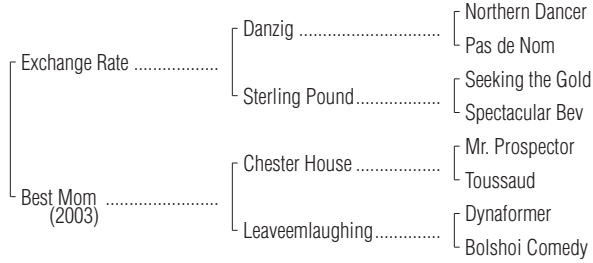 Northern Dancer
Danzig ................................
Pas de Nom
Exchange Rate ...................
Seeking the Gold
Sterling Pound...................
Spectacular Bev
Mr. Prospector
Chester House ...................
Toussaud
Best Mom .........................
(2003)
Dynaformer
Leaveemlaughing...............
Bolshoi Comedy